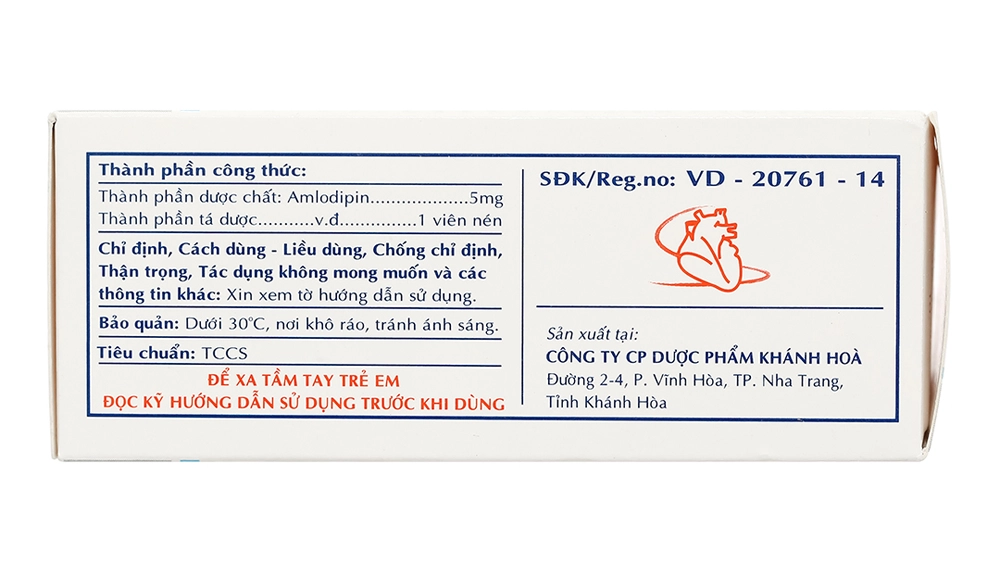 Thành phần công thức:
Thành phần dược chất: Amlodipin...................5mg
Thành phần tá dược...........v.đ...............1 viên nén
Chỉ định, Cách dùng - Liều dùng, Chống chỉ định,
Thận trọng, Tác dụng không mong muốn và các
thông tin khác: Xin xem tờ hướng dẫn sử dụng.
Bảo quản: Dưới 30°C, nơi khô ráo, tránh ánh sáng.
Tiêu chuẩn: TCCS
ĐỂ XA TẦM TAY TRẺ EM
ĐỌC KỸ HƯỚNG DẪN SỬ DỤNG TRƯỚC KHI DÙNG
SĐK/Reg.no: VD - 20761 - 14
Sản xuất tại:
CÔNG TY CP DƯỢC PHẨM KHÁNH HOÀ
Đường 2-4, P. Vĩnh Hòa, TP. Nha Trang,
Tỉnh Khánh Hòa